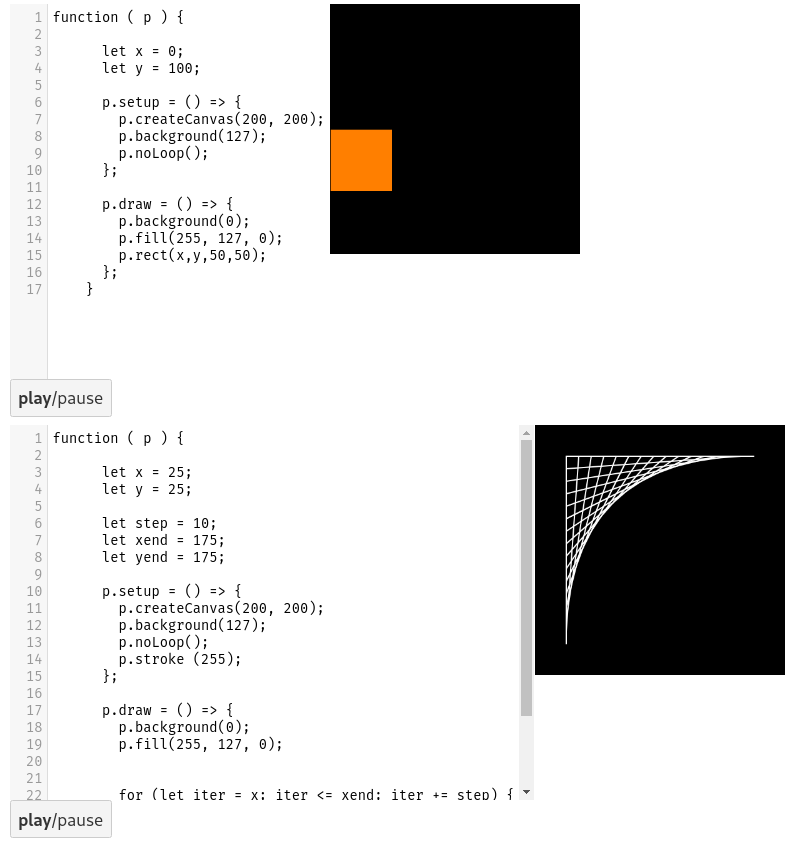 1 function ( p ) {
2
3 let x = 0;
4 let y = 100;
5
6 p.setup = () => {
7 p.createCanvas(200, 200);
8 p.background(127);
9 p.noLoop();
10 };
11
12 p.draw = () => {
13 p.background(0);
14 p.fill(255, 127, 0);
15 p.rect(x,y,50,50);
16 };
17 }
play/pause
1 function ( p ) {
2
3 let x = 25;
4 let y = 25;
5
6 let step = 10;
7 let xend = 175;
8 let yend = 175;
9
10 p.setup = () => {
11 p.createCanvas(200, 200);
12 p.background(127);
13 p.noLoop();
14 p.stroke (255);
15 };
16
17 p.draw = () => {
18 p.background(0);
19 p.fill(255, 127, 0);
20
21
22 for (let iter = x; iter <= xend; iter += step) {
play/pause